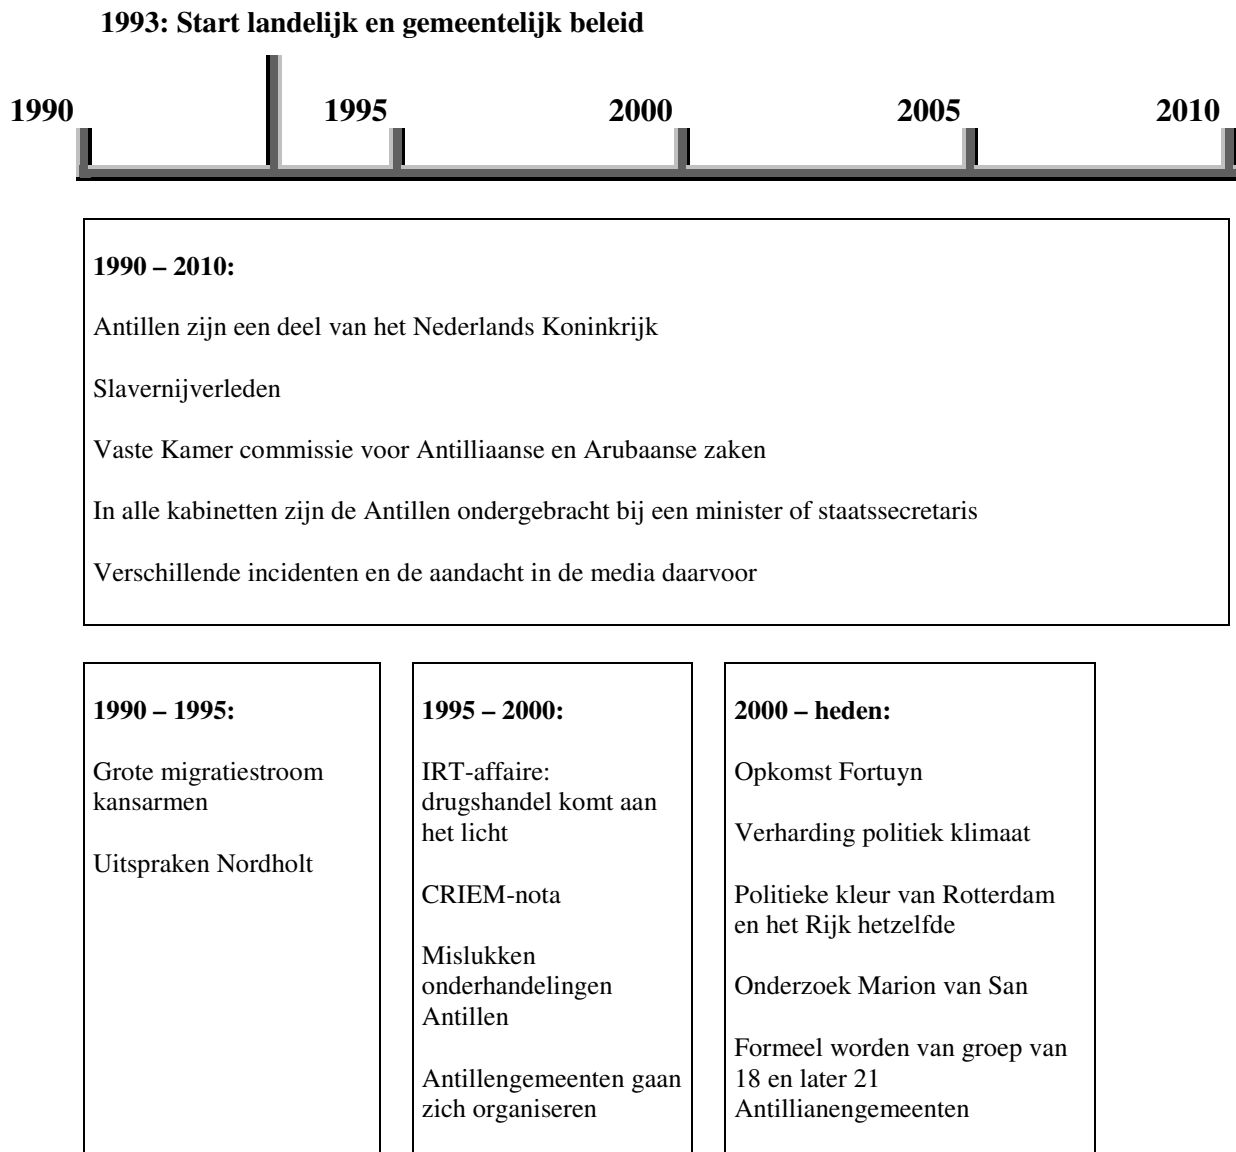 1993: Start landelijk en gemeentelijk beleid
1990 1995 2000 2005 2010
1990 – 2010:
Antillen zijn een deel van het Nederlands Koninkrijk
Slavernijverleden
Vaste Kamer commissie voor Antilliaanse en Arubaanse zaken
In alle kabinetten zijn de Antillen ondergebracht bij een minister of staatssecretaris
Verschillende incidenten en de aandacht in de media daarvoor
1990 – 1995:
Grote migratiestroom
kansarmen
Uitspraken Nordholt
1995 – 2000:
IRT-affaire:
drugshandel komt aan
het licht
CRIEM-nota
Mislukken
onderhandelingen
Antillen
Antillengemeenten gaan
zich organiseren
2000 – heden:
Opkomst Fortuyn
Verharding politiek klimaat
Politieke kleur van Rotterdam
en het Rijk hetzelfde
Onderzoek Marion van San
Formeel worden van groep van
18 en later 21
Antillianengemeenten